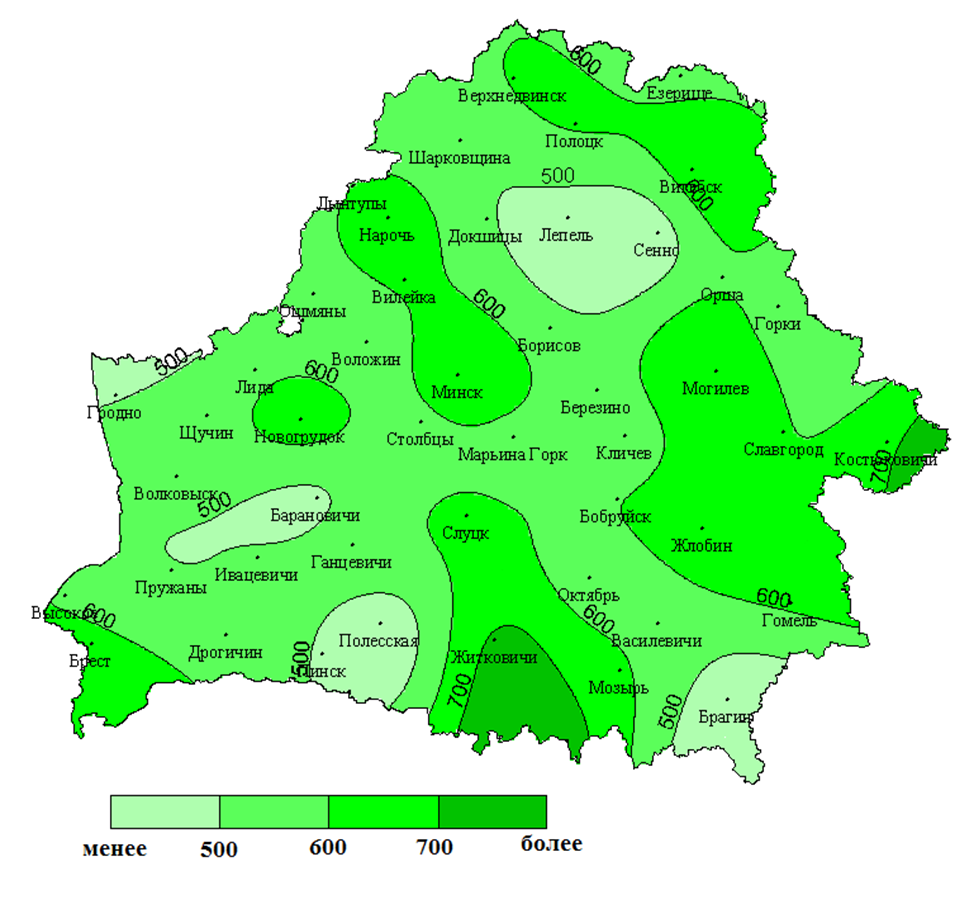 600
Верхнедвинск
Езерище
Полоцк
Шарковщина
500
Витебск
600
Лынтупы
Нарочь
Докшицы
Лепель
Сенно
Вилейка
600
Орша
Ошмяны
Горки
Борисов
500
Воложин
600
Лида
Минск
Могилев
Гродно
Березино
Щучин
Новогрудок
Столбцы
Марьина Горк
Кличев
Славгород
Костюковичи
700
Волковыск
500
Барановичи
Бобруйск
Слуцк
Жлобин
Ганцевичи
Ивацевичи
Пружаны
Октябрь
600
Высокое
600
600
Гомель
Полесская
Василевичи
Дрогичин
500
Пинск
Брест
Житковичи
700
Мозырь
500
Брагин
менее 500 600 700 более